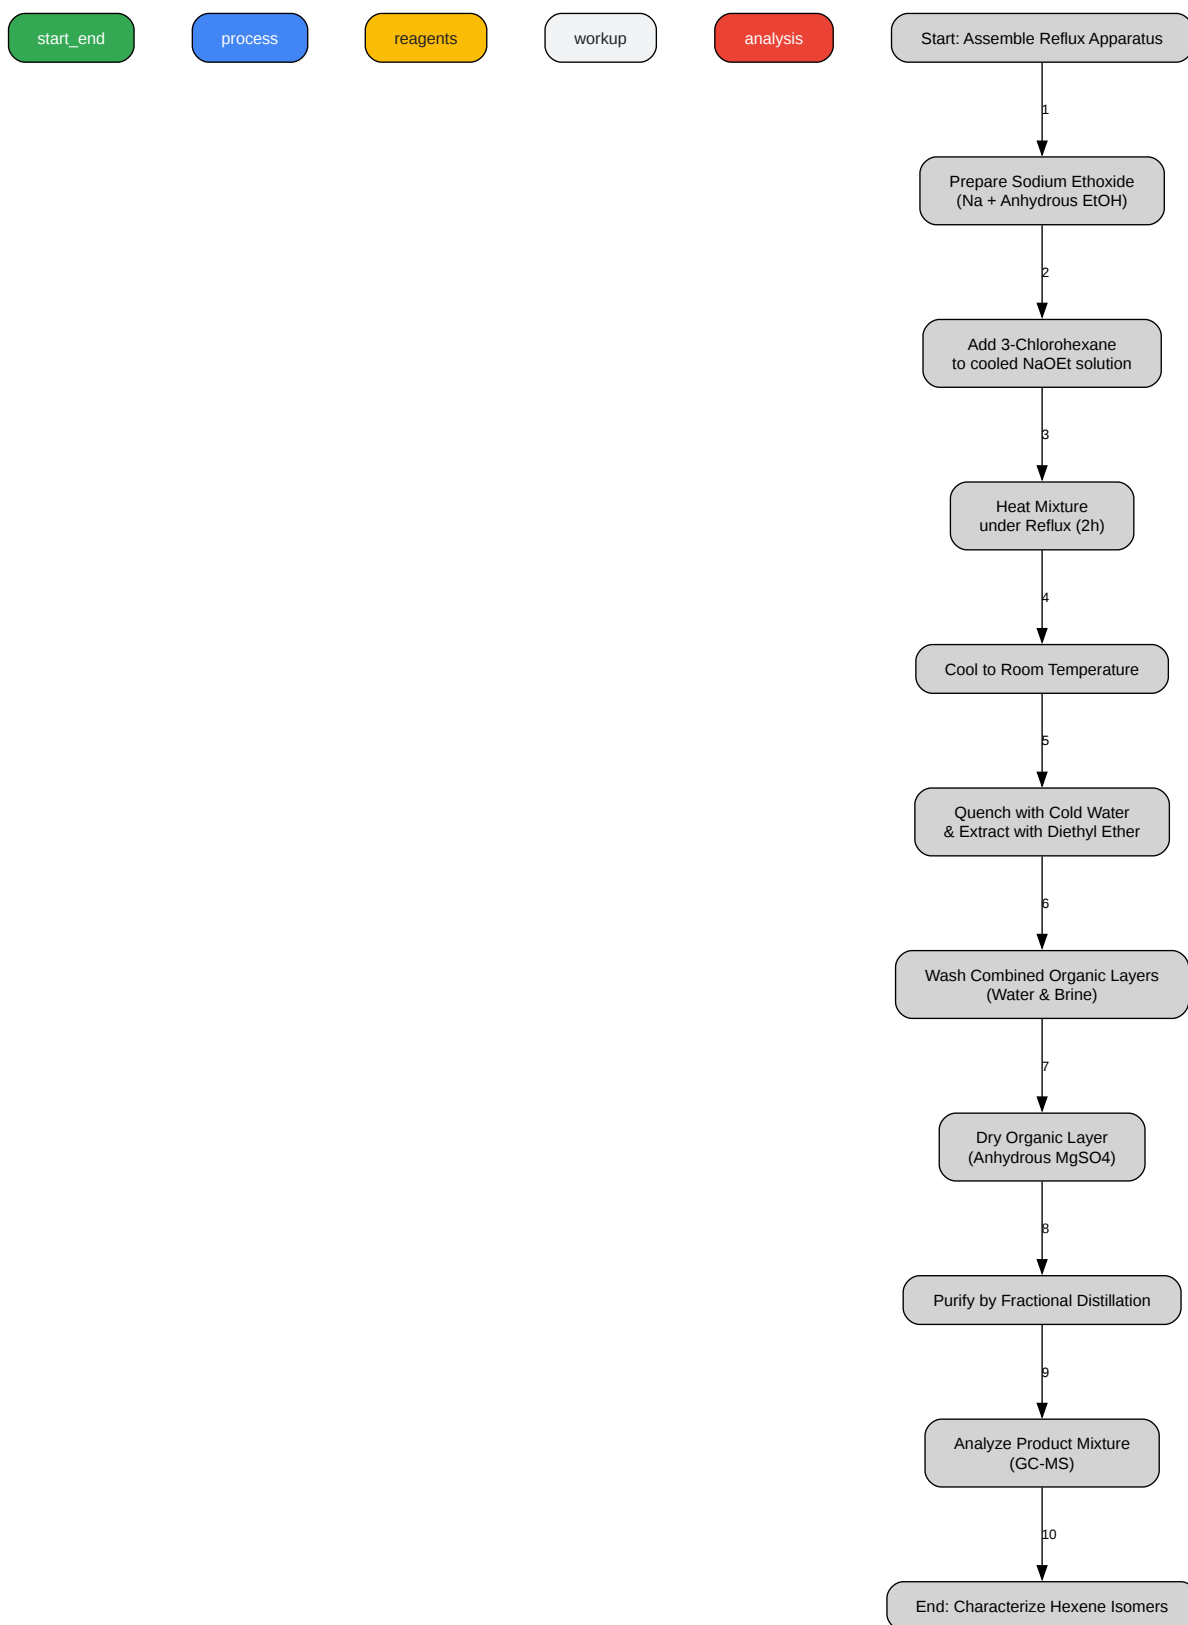 start_end
process
reagents
workup
analysis
Start: Assemble Reflux Apparatus
1
Prepare Sodium Ethoxide
(Na + Anhydrous EtOH)
2
Add 3-Chlorohexane
to cooled NaOEt solution
3
Heat Mixture
under Reflux (2h)
4
Cool to Room Temperature
5
Quench with Cold Water
& Extract with Diethyl Ether
6
Wash Combined Organic Layers
(Water & Brine)
7
Dry Organic Layer
(Anhydrous MgSO4)
8
Purify by Fractional Distillation
9
Analyze Product Mixture
(GC-MS)
10
End: Characterize Hexene Isomers